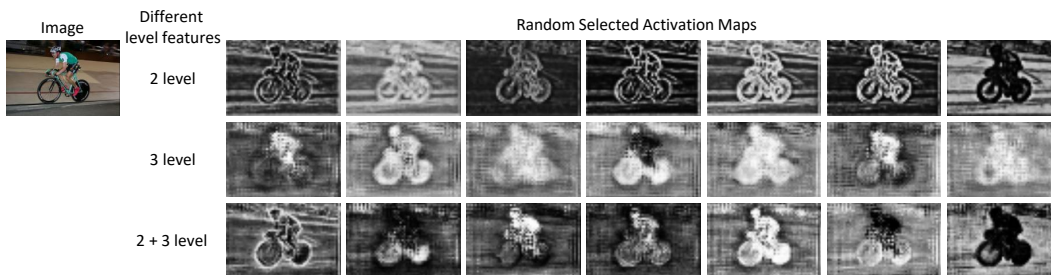 Image
Different
level features
Random Selected Activation Maps
2 level
3 level
2 + 3 level